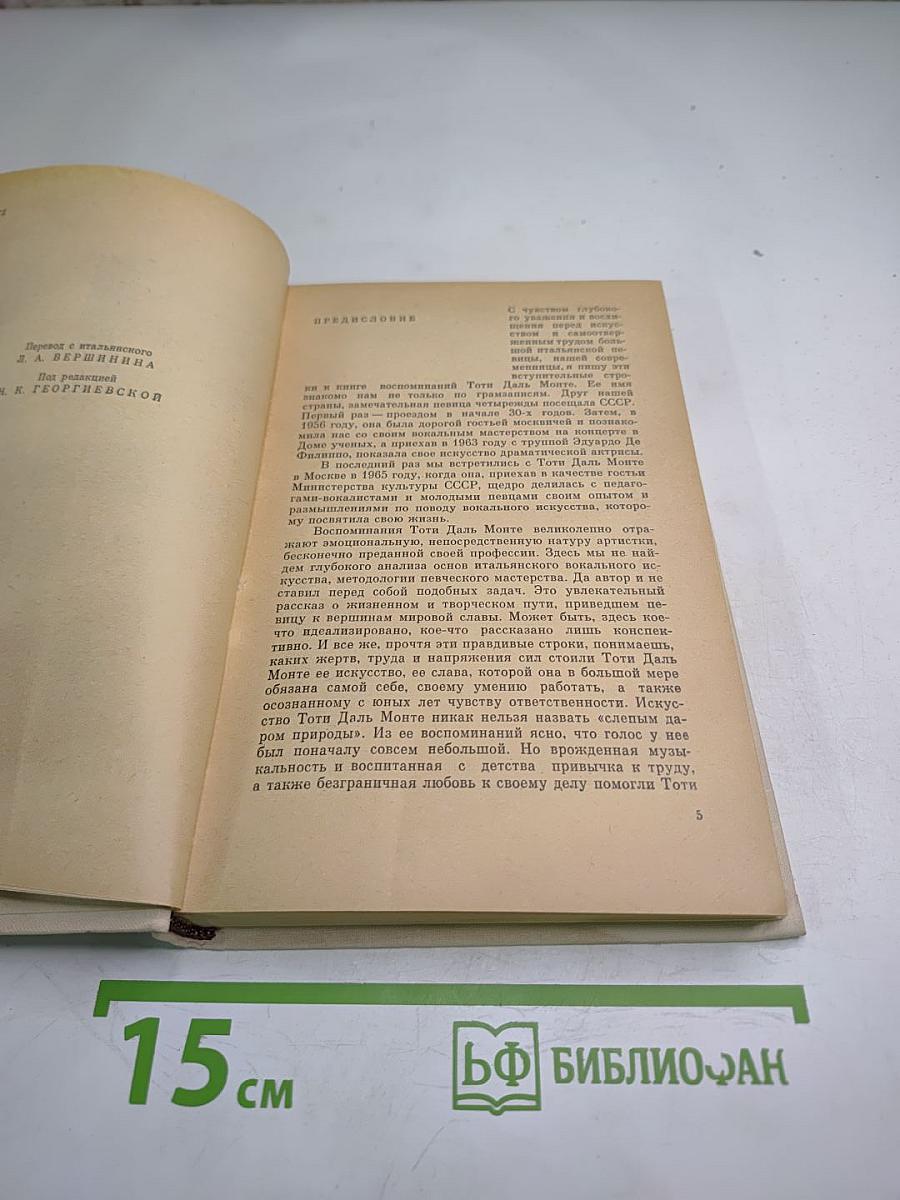 Перевод с итальянского
Л. А. ВЕРШИНИНА
Под редакцией
К. ГЕОРГИЕВСКОЙ
ПРЕДИСЛОВИЕ
С чувством глубоко-
го уважения и восхи-
щения перед искус-
ством и самоотвер-
женным трудом боль-
шой итальянской пе-
вицы, нашей совре-
менницы, я пишу эти
вступительные стро-
ки к книге воспоминаний Тоти Даль Монте. Ее имя
знакомо нам не только по грамзаписям. Друг нашей
страны, замечательная певица четырежды посещала СССР.
Первый раз — проездом в начале 30-х годов. Затем, в
1956 году, она была дорогой гостьей москвичей и познако-
мила нас со своим вокальным мастерством на концерте в
Доме ученых, а приехав в 1963 году с труппой Эдуардо Де
Филиппо, показала свое искусство драматической актрисы.
В последний раз мы встретились с Тоти Даль Монте
в Москве в 1965 году, когда она, приехав в качестве гостьи
Министерства культуры СССР, щедро делилась с педаго-
гами-вокалистами и молодыми певцами своим опытом и
размышлениями по поводу вокального искусства, которо-
му посвятила свою жизнь.
Воспоминания Тоти Даль Монте великолепно отра-
жают эмоциональную, непосредственную натуру артистки,
бесконечно преданной своей профессии. Здесь мы не най-
дем глубокого анализа основ итальянского вокального ис-
кусства, методологии певческого мастерства. Да автор и не
ставил перед собой подобных задач. Это увлекательный
рассказ о жизненном и творческом пути, приведшем пе-
вицу к вершинам мировой славы. Может быть, здесь кое-
что идеализировано, кое-что рассказано лишь конспек-
тивно. И все же, прочтя эти правдивые строки, понимаешь,
каких жертв, труда и напряжения сил стоили Тоти Даль
Монте ее искусство, ее слава, которой она в большой мере
обязана самой себе, своему умению работать, а также
осознанному с юных лет чувству ответственности. Искус-
ство Тоти Даль Монте никак нельзя назвать «слепым да-
ром природы». Из ее воспоминаний ясно, что голос у нее
был поначалу совсем небольшой. Но врожденная музы-
кальность и воспитанная с детства привычка к труду,
а также безграничная любовь к своему делу помогли Тоти
5
15 см
БФ БИБЛИОФАН